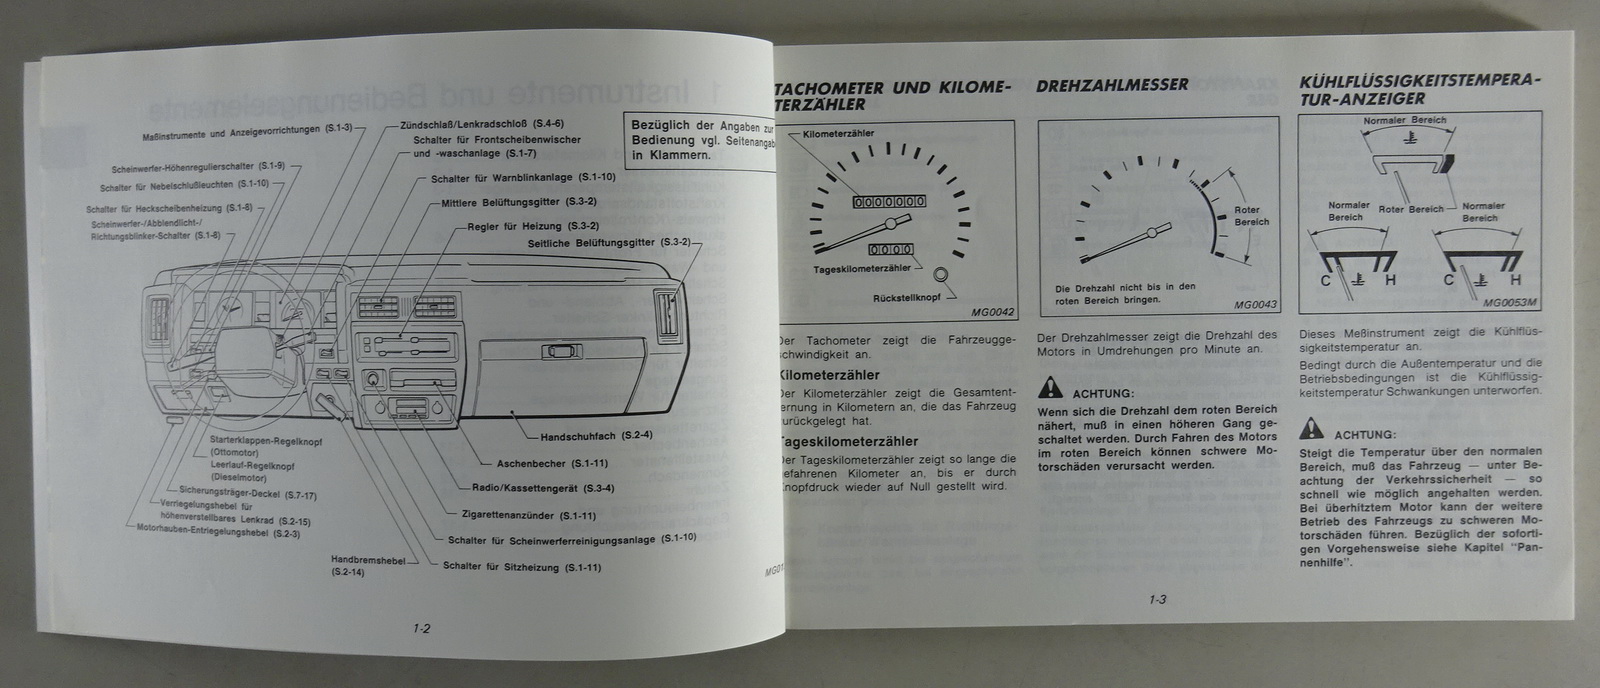 Maßinstrumente und Anzeigevorrichtungen (S.1-3)
Scheinwerfer-Höhenregulierschalter (S.1-9)
Schalter für Nebelschlußleuchten (S.1-10)
Schalter für Heckscheibenheizung (S.1-6)
Scheinwerfer-/Abblendlicht-/
Richtungsblinker-Schalter (S.1-8)
Zündschlaß/Lenkradschloß (S.4-6)
Schalter für Frontscheibenwischer
und -waschanlage (S.1-7)
Schalter für Warnblinkanlage (S.1-10)
Mittlere Belüftungsgitter (S.3-2)
Regler für Heizung (S.3-2)
Seitliche Belüftungsgitter (S.3-2)
Bezüglich der Angaben zur
Bedienung vgl. Seitenangab
in Klammern.
Starterklappen-Regelknopf
(Ottomotor)
Leerlauf-Regelknopf
(Dieselmotor)
Sicherungsträger-Deckel (S.7-17)
Verriegelungshebel für
höhenverstellbares Lenkrad (S.2-15)
Motorhauben-Entriegelungshebel (S.2-3)
Handbremshebel
(S.2-14)
Handschuhfach (S.2-4)
Aschenbecher (S.1-11)
Radio/Kassettengerät (S.3-4)
Zigarettenanzünder (S.1-11)
Schalter für Scheinwerferreinigungsanlage (S.1-10)
Schalter für Sitzheizung (S.1-11)
1-2
TACHOMETER UND KILOME-
TERZÄHLER
Kilometerzähler
0000000
0000
Tageskilometerzähler
Rückstellknopf
MG0042
Der Tachometer zeigt die Fahrzeugge-
schwindigkeit an.
Kilometerzähler
Der Kilometerzähler zeigt die Gesamtent-
ernung in Kilometern an, die das Fahrzeug
zurückgelegt hat.
Tageskilometerzähler
Der Tageskilometerzähler zeigt so lange die
gefahrenen Kilometer an, bis er durch
Knopfdruck wieder auf Null gestellt wird.
DREHZAHLMESSER
Roter
Bereich
Die Drehzahl nicht bis in den
roten Bereich bringen.
MG0043
Der Drehzahlmesser zeigt die Drehzahl des
Motors in Umdrehungen pro Minute an.
ACHTUNG:
Wenn sich die Drehzahl dem roten Bereich
nähert, muß in einen höheren Gang ge-
schaltet werden. Durch Fahren des Motors
im roten Bereich können schwere Mo-
torschäden verursacht werden.
KÜHLFLÜSSIGKEITSTEMPERA-
TUR-ANZEIGER
Normaler Bereich
Normaler
Bereich
Roter Bereich
Normaler
Bereich
C H
C H
MG0053M
Dieses Meßinstrument zeigt die Kühlflüs-
sigkeitstemperatur an.
Bedingt durch die Außentemperatur und die
Betriebsbedingungen ist die Kühlflüssig-
keitstemperatur Schwankungen unterworfen.
ACHTUNG:
Steigt die Temperatur über den normalen
Bereich, muß das Fahrzeug — unter Be-
achtung der Verkehrssicherheit — so
schnell wie möglich angehalten werden.
Bei überhitztem Motor kann der weitere
Betrieb des Fahrzeugs zu schweren Mo-
torschäden führen. Bezüglich der soforti-
gen Vorgehensweise siehe Kapitel "Pan-
nenhilfe".
1-3